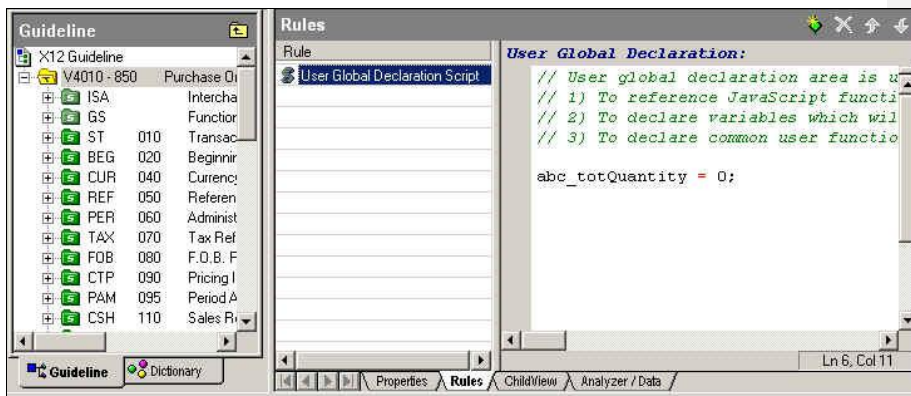 Guideline
X12 Guideline
V4010 - 850 Purchase Or
ISA Intercha
GS Function
ST 010 Transac
BEG 020 Beginnin
CUR 040 Currency
REF 050 Referen
PER 060 Administ
TAX 070 Tax Ref
FOB 080 F.O.B. F
CTP 090 Pricing I
PAM 095 Period A
CSH 110 Sales R
Guideline Dictionary
Rules
Rule
User Global Declaration Script
User Global Declaration:
// User global declaration area is u
// 1) To reference JavaScript functi
// 2) To declare variables which wil
// 3) To declare common user functio
abc_totQuantity = 0;
Ln 6, Col 11
Properties Rules ChildView Analyzer / Data